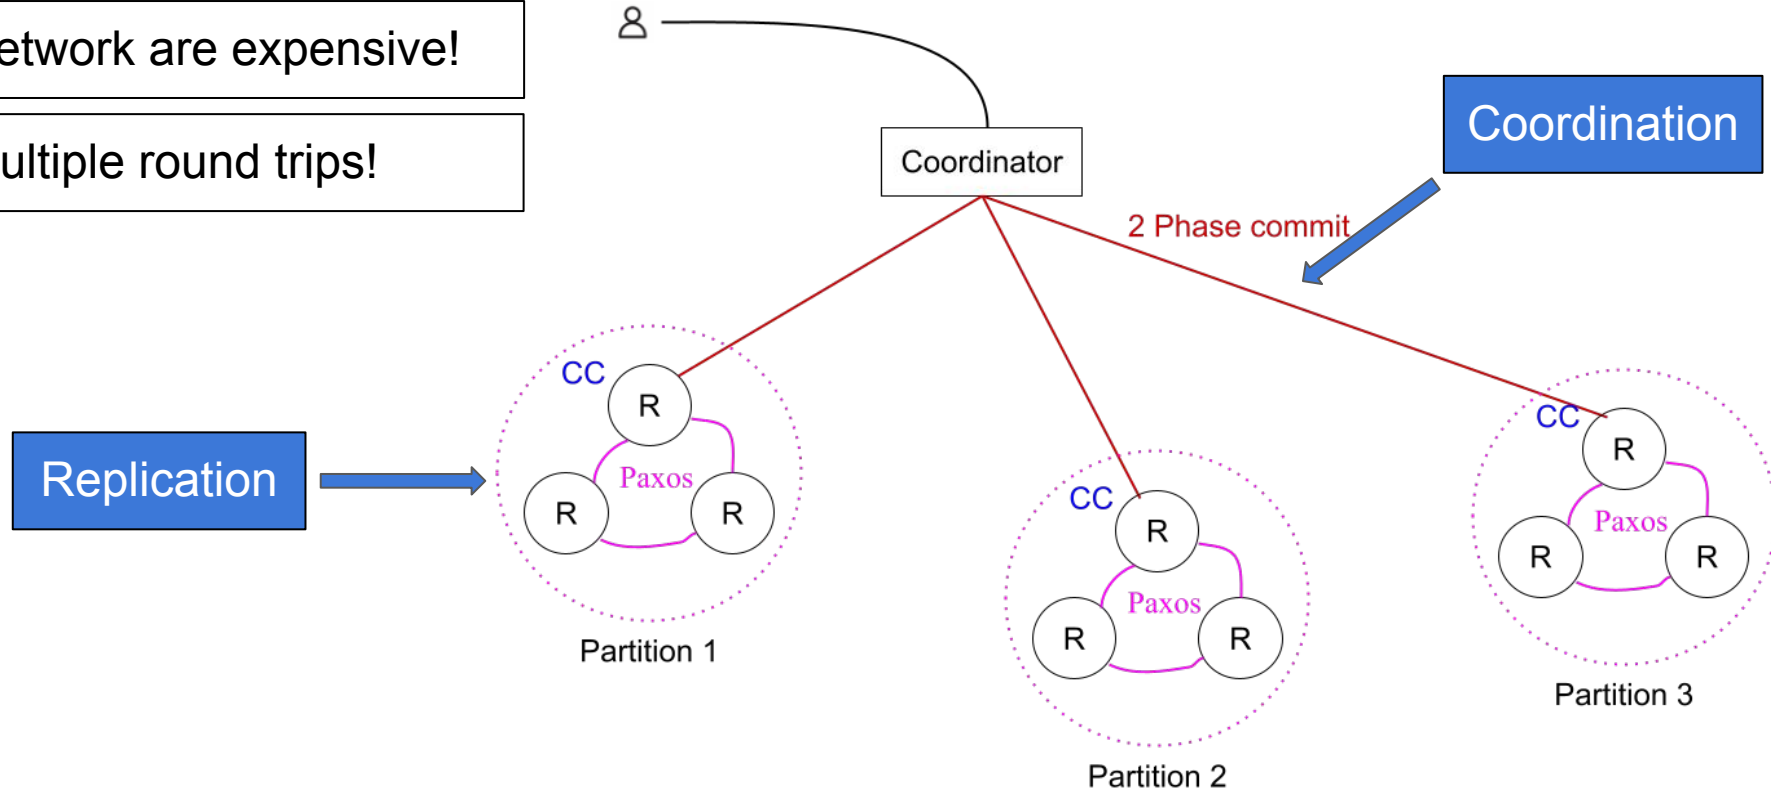 etwork are expensive!
ultiple round trips!
Coordinator
Coordination
2 Phase commit
Replication
CC
R
Paxos
R
R
Partition 1
CC
R
Paxos
R
R
Partition 2
CC
R
Paxos
R
R
Partition 3